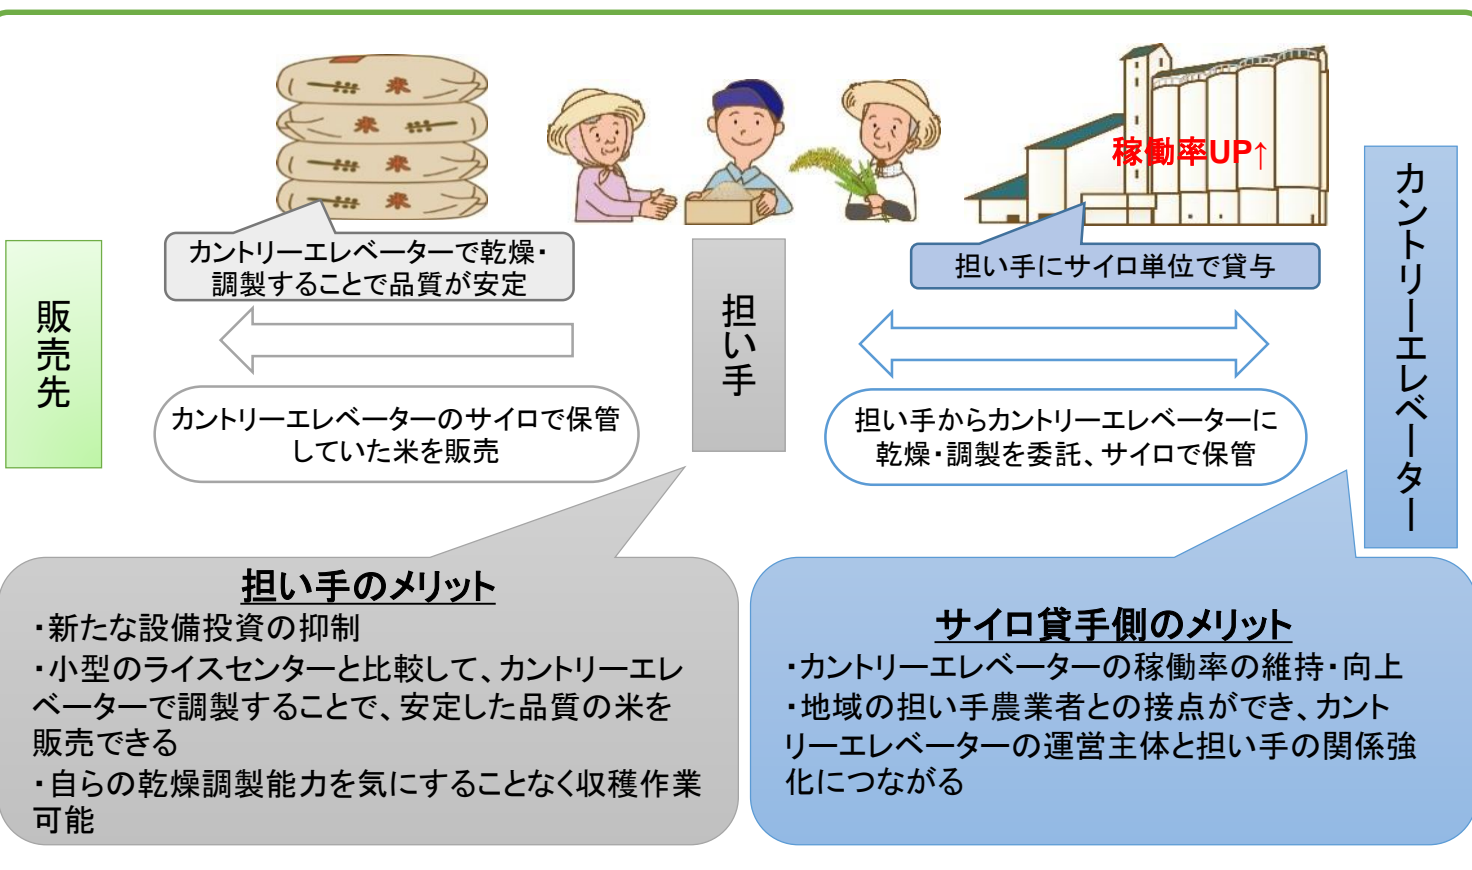 米
米
米
米
稼働率UP↑
カントリーエレベーターで乾燥・
調製することで品質が安定
担い手にサイロ単位で貸与
販売先
担い手
カントリーエレベーター
カントリーエレベーターのサイロで保管
していた米を販売
担い手からカントリーエレベーターに
乾燥・調製を委託、サイロで保管
担い手のメリット
・新たな設備投資の抑制
・小型のライスセンターと比較して、カントリーエレ
ベーターで調製することで、安定した品質の米を
販売できる
・自らの乾燥調製能力を気にすることなく収穫作業
可能
サイロ貸手側のメリット
・カントリーエレベーターの稼働率の維持・向上
・地域の担い手農業者との接点ができ、カント
リーエレベーターの運営主体と担い手の関係強
化につながる